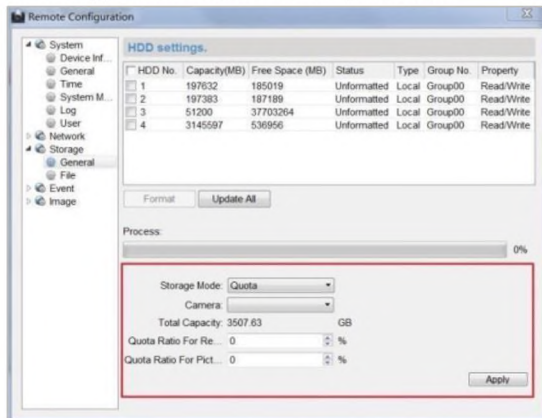 Remote Configuration
System
Device Inf...
General
Time
System M...
Log
User
Network
Storage
General
File
Event
Image
HDD settings.
HDD No. Capacity(MB) Free Space (MB) Status Type Group No. Property
1 197632 185019 Unformatted Local Group00 Read/Write
2 197383 187189 Unformatted Local Group00 Read/Write
3 51200 37703264 Unformatted Local Group00 Read/Write
4 3145597 536956 Unformatted Local Group00 Read/Write
Format Update All
Process:
0%
Storage Mode: Quota
Camera:
Total Capacity: 3507.63 GB
Quota Ratio For Re... 0 %
Quota Ratio For Pict... 0 %
Apply